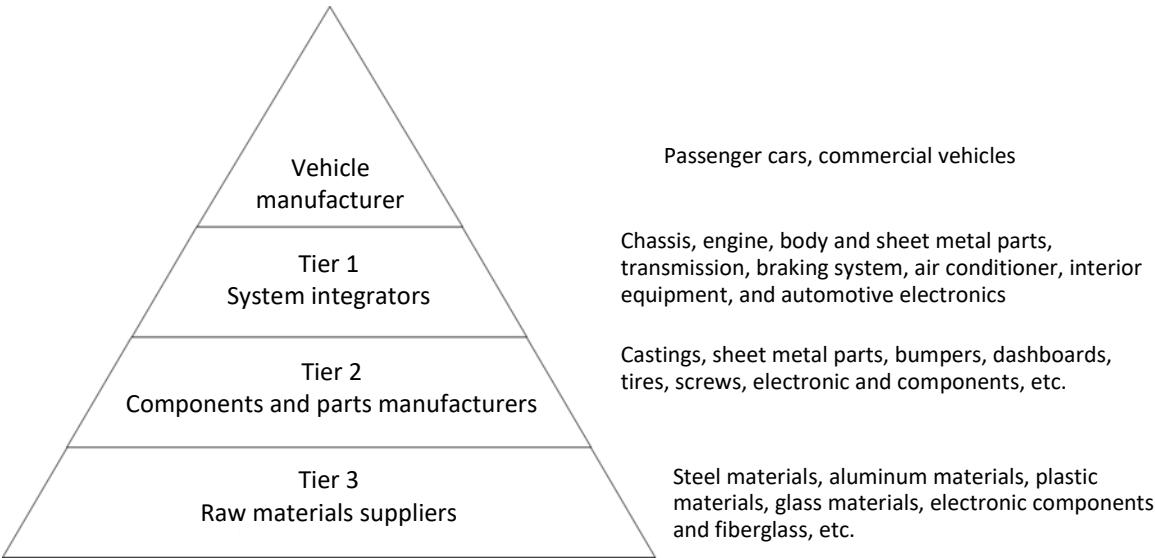 Vehicle
manufacturer
Passenger cars, commercial vehicles
Tier 1
System integrators
Chassis, engine, body and sheet metal parts,
transmission, braking system, air conditioner, interior
equipment, and automotive electronics
Tier 2
Components and parts manufacturers
Castings, sheet metal parts, bumpers, dashboards,
tires, screws, electronic and components, etc.
Tier 3
Raw materials suppliers
Steel materials, aluminum materials, plastic
materials, glass materials, electronic components
and fiberglass, etc.